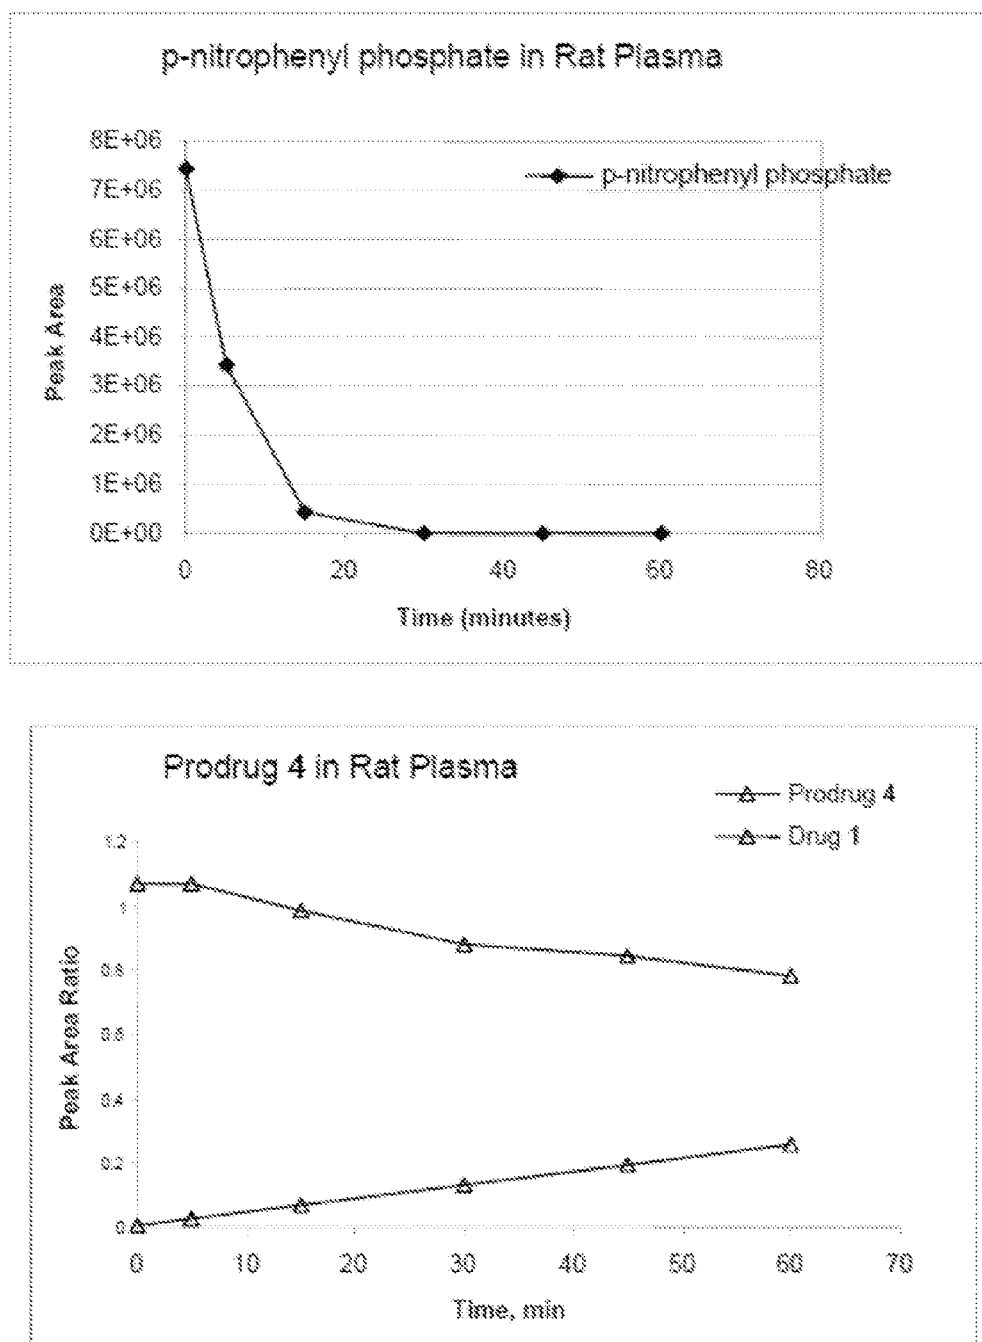 p-nitrophenyl phosphate in Rat Plasma
8E+06
p-nitrophenyl phosphate
7E+06
6E+06
5E+06
4E+06
3E+06
2E+06
1E+06
0E+00
Peak Area
0 20 40 60 80
Time (minutes)
Prodrug 4 in Rat Plasma
Prodrug 4
Drug 1
1.2
1
0.8
0.6
0.4
0.2
0
Peak Area Ratio
0 10 20 30 40 50 60 70
Time, min